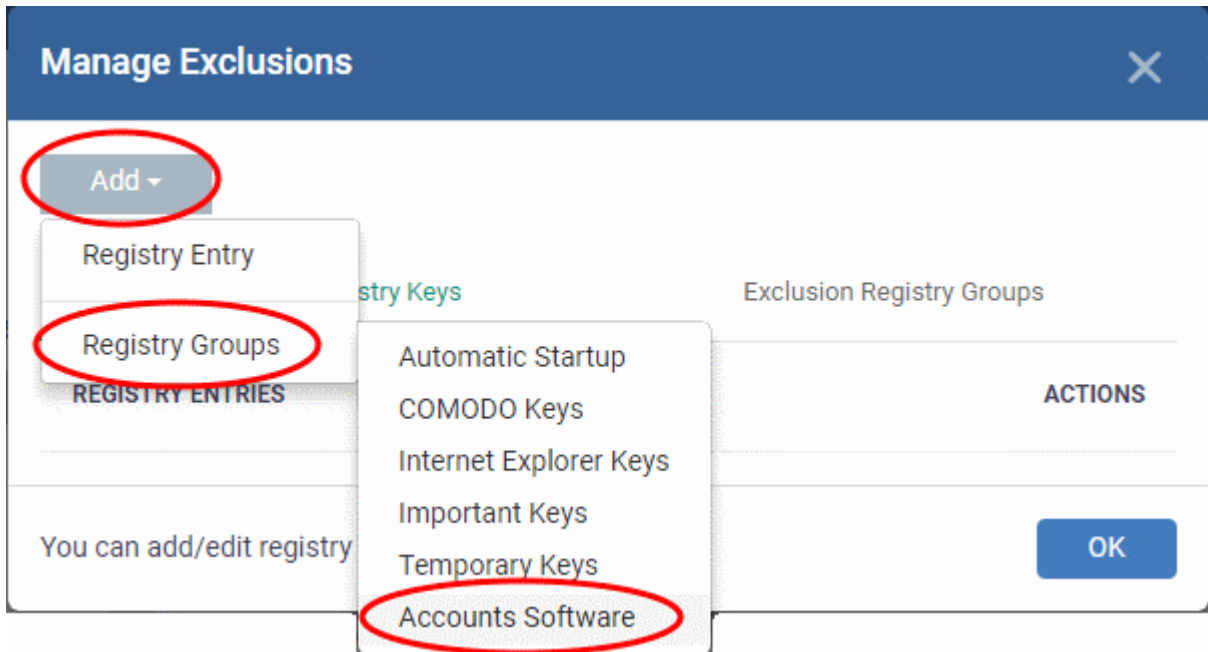 Manage Exclusions
Add
Registry Entry
stry Keys
Exclusion Registry Groups
Registry Groups
Automatic Startup
REGISTRY ENTRIES
ACTIONS
COMODO Keys
Internet Explorer Keys
Important Keys
You can add/edit registry
OK
Temporary Keys
Accounts Software